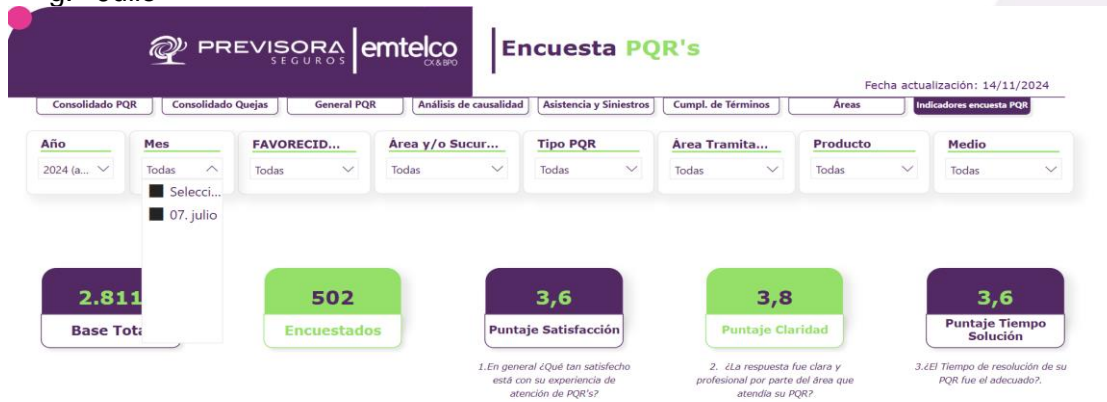 PREVISORA
SEGUROS
emtelco
CX & BPO
Encuesta PQR's
Fecha actualización: 14/11/2024
Consolidado PQR
Consolidado Quejas
General PQR
Análisis de causalidad
Asistencia y Siniestros
Cumpl. de Términos
Áreas
Indicadores encuesta PQR
Año
Mes
FAVORECID...
Área y/o Sucur...
Tipo PQR
Área Tramita...
Producto
Medio
2024 (a...
Todas
Todas
Todas
Todas
Todas
Todas
Todas
Selecci...
07. julio
2.811
502
3,6
3,8
3,6
Base Tota
Encuestados
Puntaje Satisfacción
Puntaje Claridad
Puntaje Tiempo
Solución
1.En general ¿Qué tan satisfecho
está con su experiencia de
atención de PQR's?
2. ¿La respuesta fue clara y
profesional por parte del área que
atendía su PQR?
3.¿El Tiempo de resolución de su
PQR fue el adecuado?.